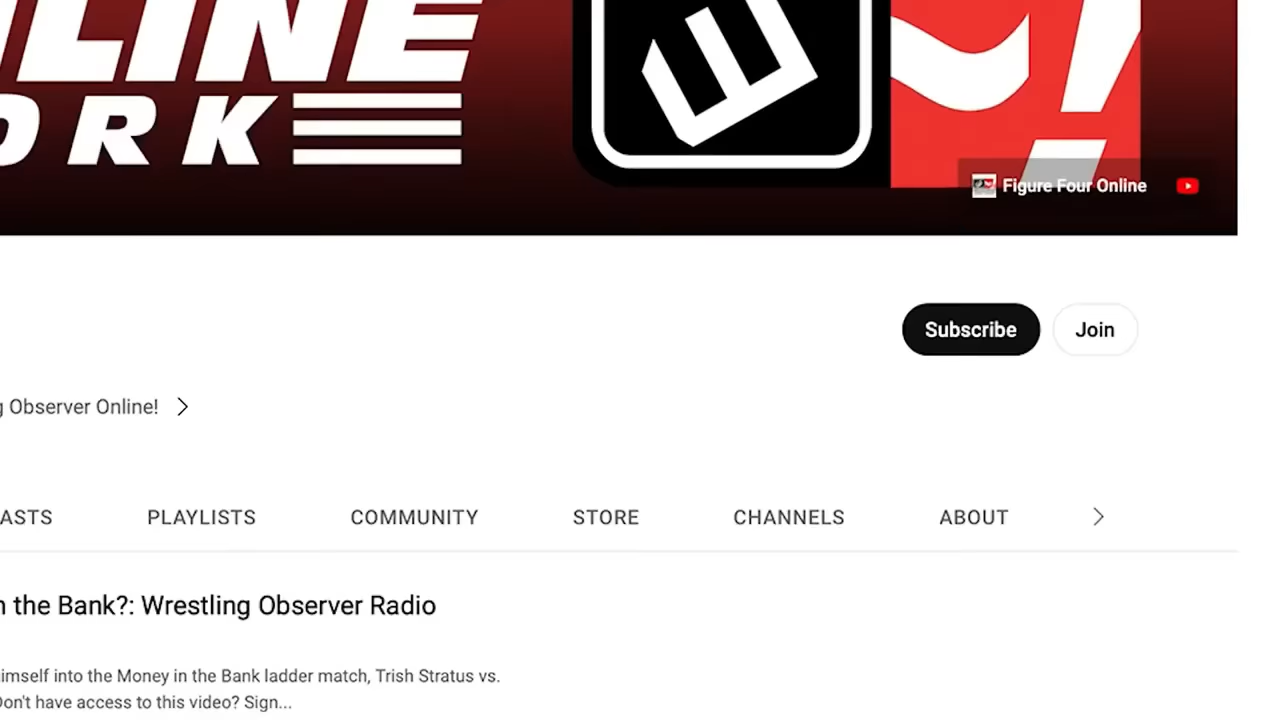 LINE
ORK
Figure Four Online
Subscribe
Join
g Observer Online!
ASTS
PLAYLISTS
COMMUNITY
STORE
CHANNELS
ABOUT
n the Bank?: Wrestling Observer Radio
imself into the Money in the Bank ladder match, Trish Stratus vs.
Don't have access to this video? Sign...